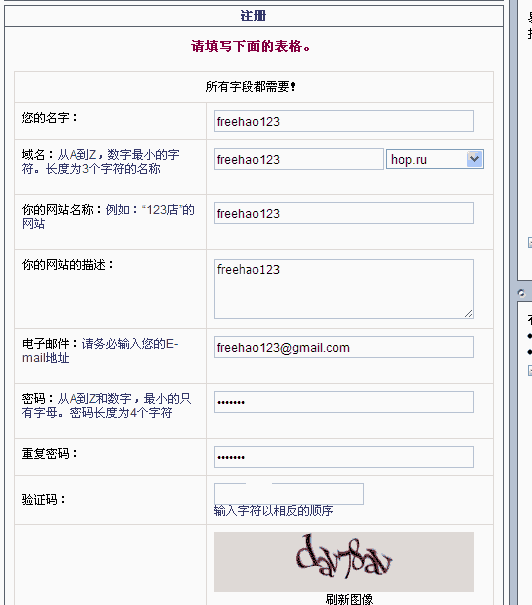 注册
请填写下面的表格。
所有字段都需要!
您的名字：
freehao123
域名：从A到Z，数字最小的字
符。长度为3个字符的名称
freehao123
hop.ru
你的网站名称：例如：“123店”的
网站
freehao123
你的网站的描述：
freehao123
电子邮件：请务必输入您的E-
mail地址
freehao123@gmail.com
密码：从A到Z和数字，最小的只
有字母。密码长度为4个字符
•••••••
重复密码：
•••••••
验证码：
输入字符以相反的顺序
dav78av
刷新图像